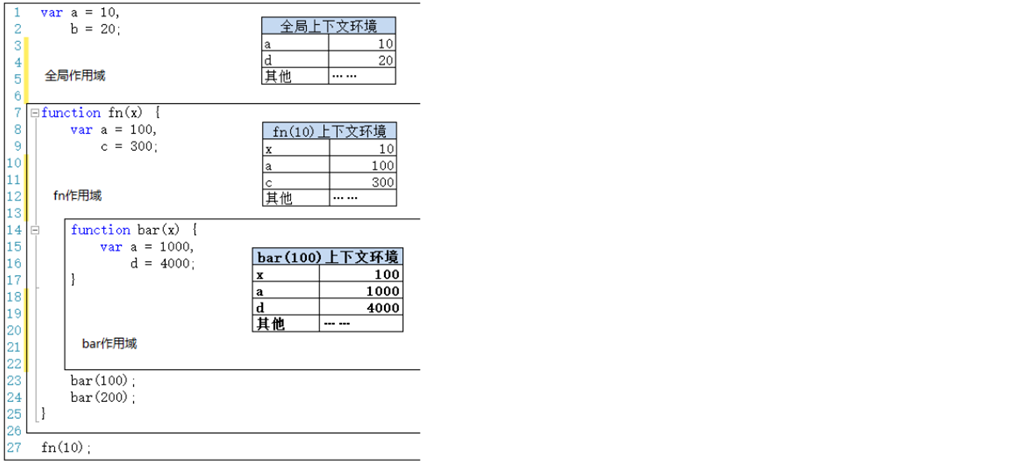 1 var a = 10,
2 b = 20;
3
4
5 全局作用域
6
全局上下文环境
a 10
d 20
其他 ……
7 function fn(x) {
8 var a = 100,
9 c = 300;
10
11
12 fn作用域
13
fn(10)上下文环境
x 10
a 100
c 300
其他 ……
14 function bar(x) {
15 var a = 1000,
16 d = 4000;
17 }
18
19
20
21 bar作用域
22
bar(100)上下文环境
x 100
a 1000
d 4000
其他 ……
23 bar(100);
24 bar(200);
25 }
26
27 fn(10);